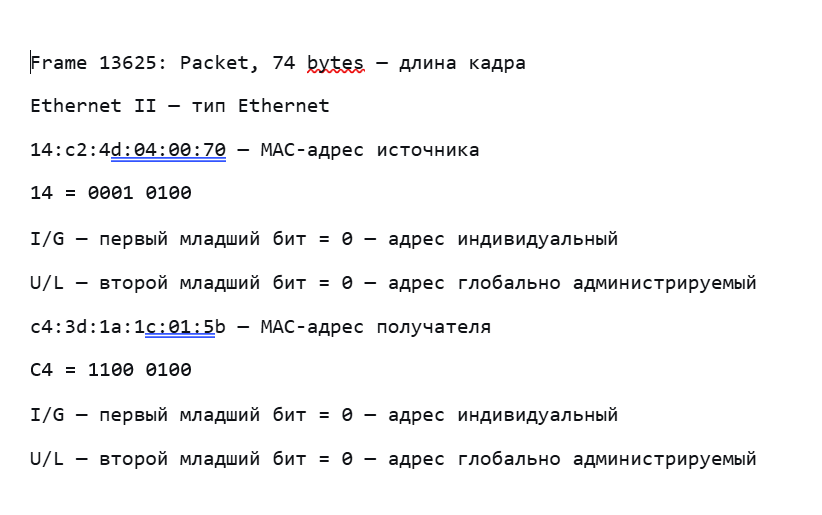 Frame 13625: Packet, 74 bytes — длина кадра
Ethernet II — тип Ethernet
14:c2:4d:04:00:70 — MAC-адрес источника
14 = 0001 0100
I/G — первый младший бит = 0 — адрес индивидуальный
U/L — второй младший бит = 0 — адрес глобально администрируемый
c4:3d:1a:1c:01:5b — MAC-адрес получателя
C4 = 1100 0100
I/G — первый младший бит = 0 — адрес индивидуальный
U/L — второй младший бит = 0 — адрес глобально администрируемый